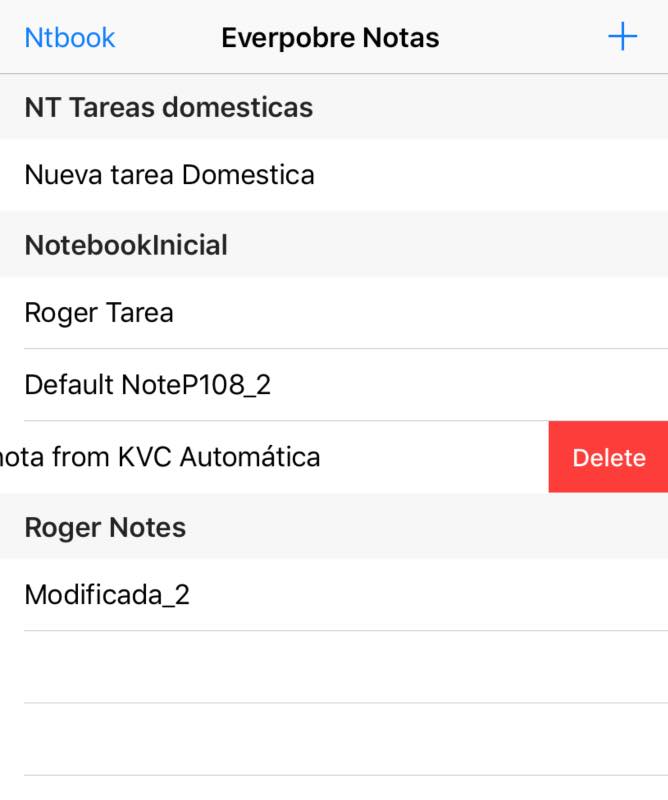 Ntbook Everpobre Notas +
NT Tareas domesticas
Nueva tarea Domestica
NotebookInicial
Roger Tarea
Default NoteP108_2
from KVC Automática Delete
Roger Notes
Modificada_2